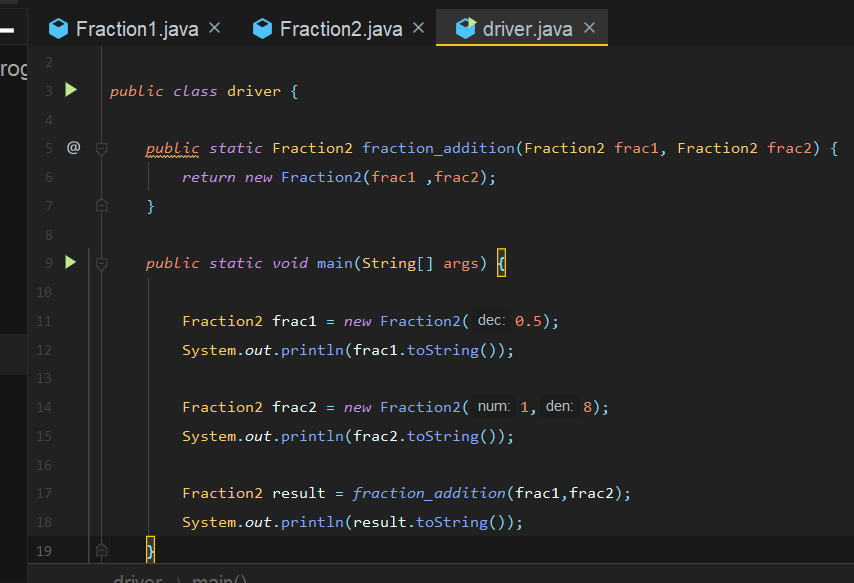 Fraction1.java × Fraction2.java × driver.java ×
rog
2
3 public class driver {
4
5 @ public static Fraction2 fraction_addition(Fraction2 frac1, Fraction2 frac2) {
6 return new Fraction2(frac1 ,frac2);
7 }
8
9 public static void main(String[] args) {
10
11 Fraction2 frac1 = new Fraction2( dec: 0.5);
12 System.out.println(frac1.toString());
13
14 Fraction2 frac2 = new Fraction2( num: 1, den: 8);
15 System.out.println(frac2.toString());
16
17 Fraction2 result = fraction_addition(frac1,frac2);
18 System.out.println(result.toString());
19 }
driver › main()